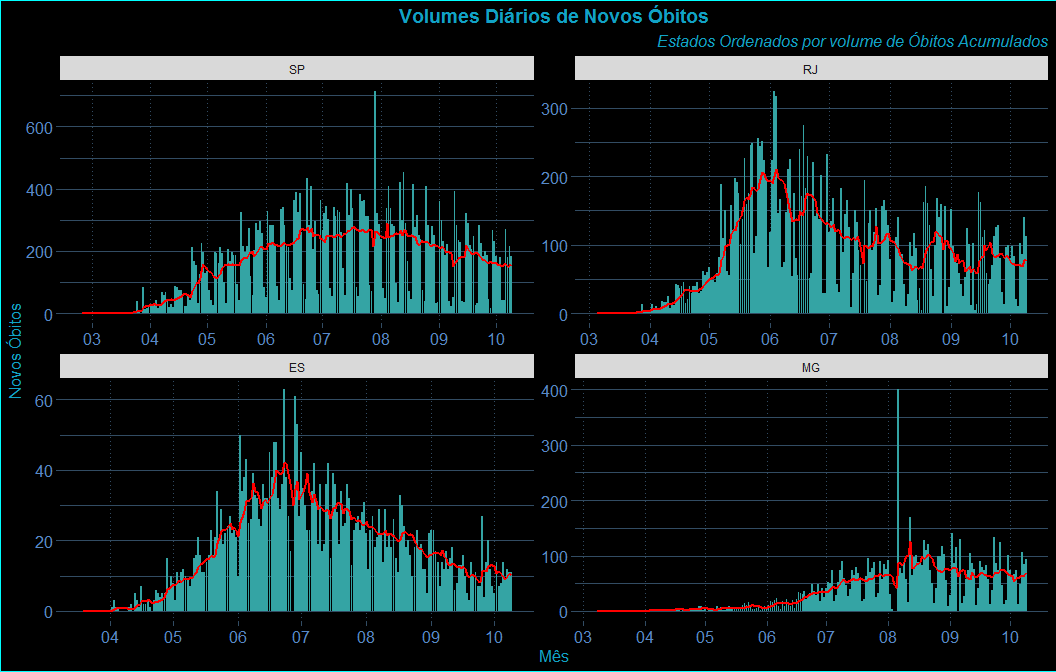 Volumes Diários de Novos Óbitos
Estados Ordenados por volume de Óbitos Acumulados
SP
RJ
600
400
200
0
300
200
100
0
03 04 05 06 07 08 09 10
03 04 05 06 07 08 09 10
Novos Óbitos
ES
MG
60
40
20
0
400
300
200
100
0
04 05 06 07 08 09 10
03 04 05 06 07 08 09 10
Mês